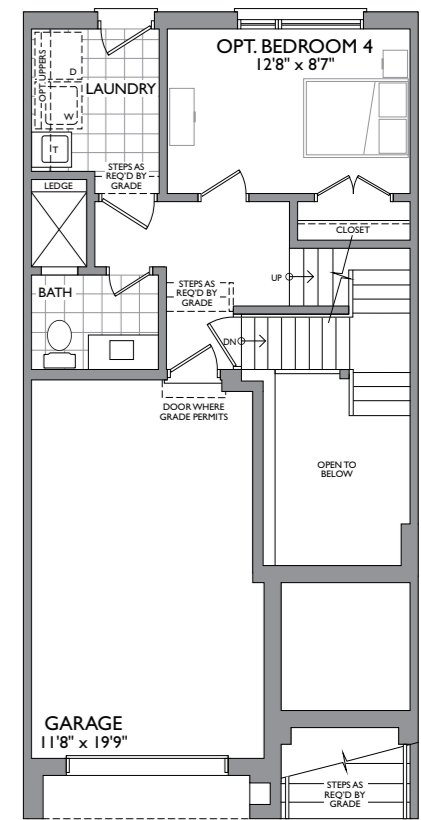 OPT. BEDROOM 4
12'8" x 8'7"
OPT. UPPERS
D
LAUNDRY
W
T
STEPS AS
REQ'D BY
GRADE
LEDGE
CLOSET
STEPS AS
REQ'D BY
GRADE
UP
BATH
DN
DOOR WHERE
GRADE PERMITS
OPEN TO
BELOW
GARAGE
11'8" x 19'9"
STEPS AS
REQ'D BY
GRADE